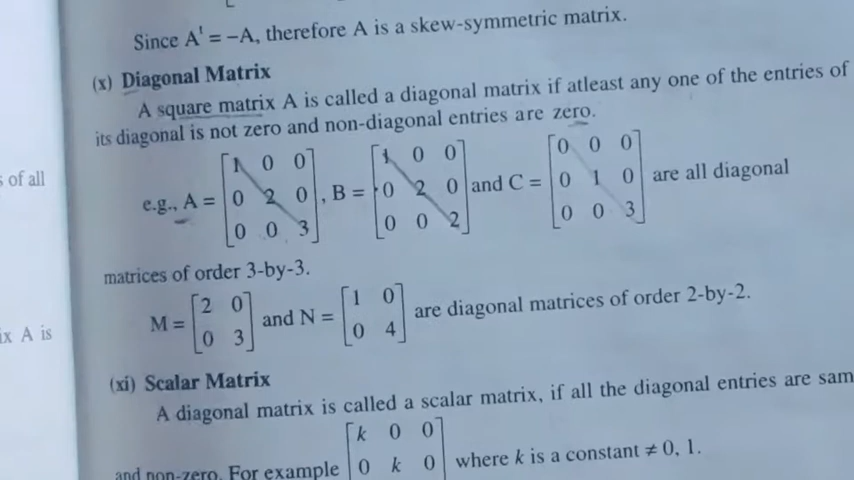 Since Aᵗ = –A, therefore A is a skew-symmetric matrix.
(x) Diagonal Matrix
A square matrix A is called a diagonal matrix if atleast any one of the entries of
its diagonal is not zero and non-diagonal entries are zero.
s of all
e.g., A = [1 0 0; 0 2 0; 0 0 3], B = [1 0 0; 0 2 0; 0 0 2] and C = [0 0 0; 0 1 0; 0 0 3] are all diagonal
matrices of order 3-by-3.
M = [2 0; 0 3] and N = [1 0; 0 4] are diagonal matrices of order 2-by-2.
ix A is
(xi) Scalar Matrix
A diagonal matrix is called a scalar matrix, if all the diagonal entries are sam
and non-zero. For example [k 0 0; 0 k 0 where k is a constant ≠ 0, 1.